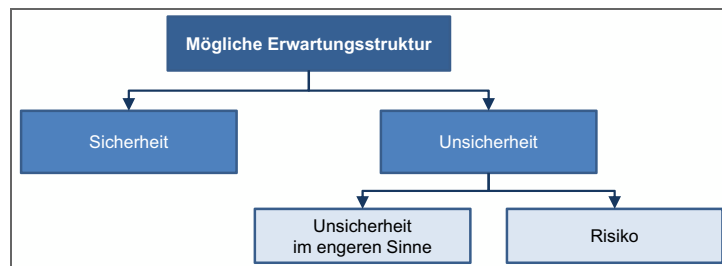 Mögliche Erwartungsstruktur
Sicherheit
Unsicherheit
Unsicherheit
im engeren Sinne
Risiko